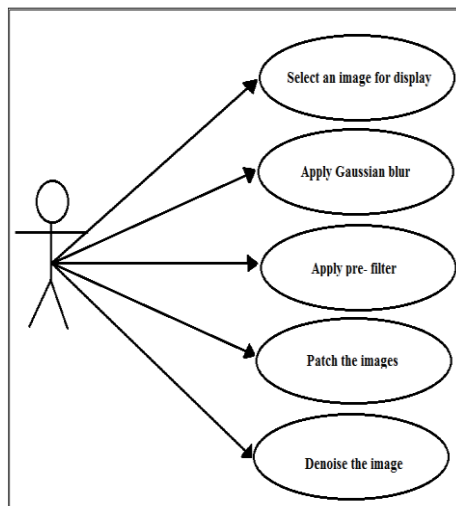 Select an image for display
Apply Gaussian blur
Apply pre- filter
Patch the images
Denoise the image